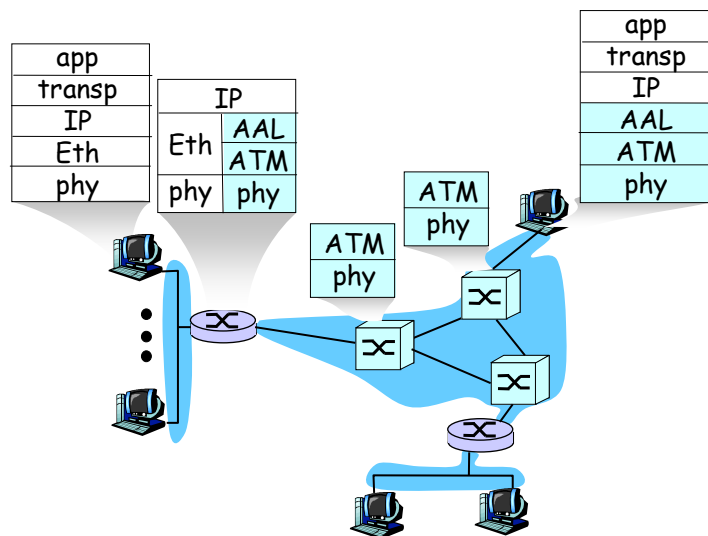 app
transp
IP
Eth
phy
IP
Eth
AAL
ATM
phy
phy
ATM
phy
ATM
phy
app
transp
IP
AAL
ATM
phy